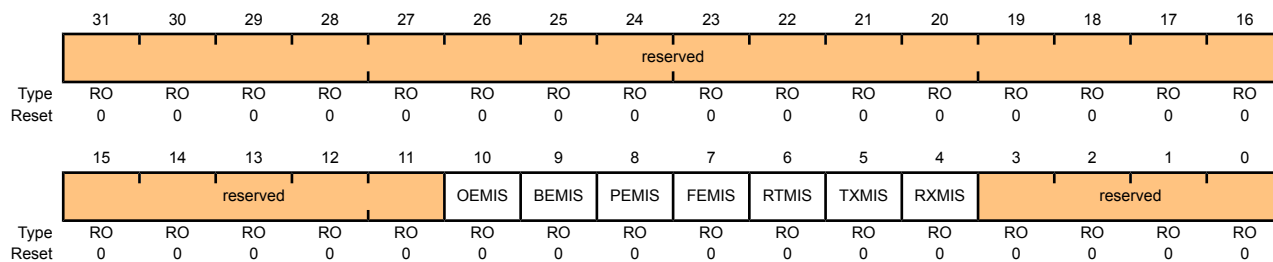 31 30 29 28 27 26 25 24 23 22 21 20 19 18 17 16
reserved
Type RO RO RO RO RO RO RO RO RO RO RO RO RO RO RO RO
Reset 0 0 0 0 0 0 0 0 0 0 0 0 0 0 0 0
15 14 13 12 11 10 9 8 7 6 5 4 3 2 1 0
reserved OEMIS BEMIS PEMIS FEMIS RTMIS TXMIS RXMIS reserved
Type RO RO RO RO RO RO RO RO RO RO RO RO RO RO RO RO
Reset 0 0 0 0 0 0 0 0 0 0 0 0 0 0 0 0